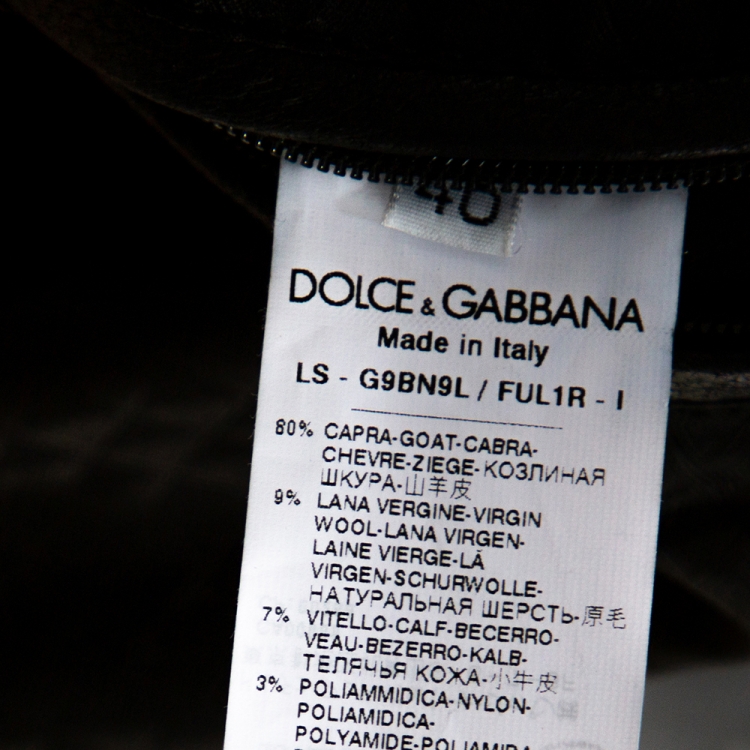 46
DOLCE & GABBANA
Made in Italy
LS - G9BN9L / FUL1R - I
80% CAPRA-GOAT-CABRA-
CHEVRE-ZIEGE-КОЗЛИНАЯ
ШКУРА-山羊皮
9% LANA VERGINE-VIRGIN
WOOL-LANA VIRGEN-
LAINE VIERGE-LÃ
VIRGEN-SCHURWOLLE-
НАТУРАЛЬНАЯ ШЕРСТЬ-原毛
7% VITELLO-CALF-BECERRO-
VEAU-BEZERRO-KALB-
ТЕЛЯЧЬЯ КОЖА-小牛皮
3% POLIAMMIDICA-NYLON-
POLIAMIDICA-
POLYAMIDE-POLIAMIDA-